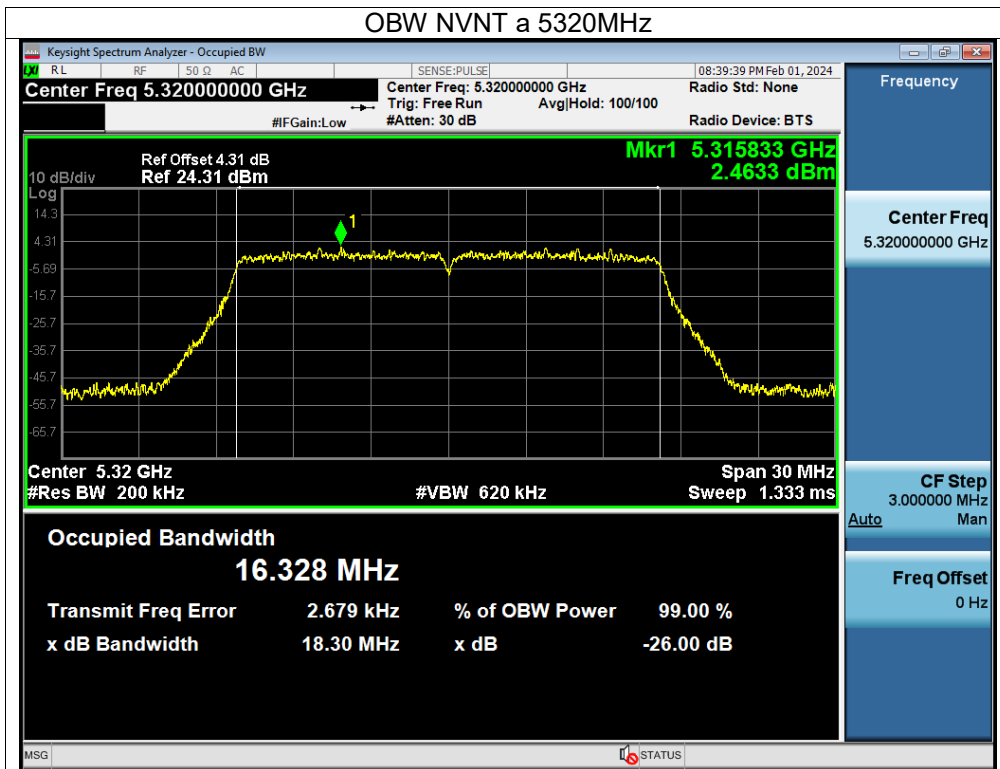 OBW NVNT a 5320MHz
Keysight Spectrum Analyzer - Occupied BW
LXI RL RF 50 Ω AC SENSE:PULSE 08:39:39 PM Feb 01, 2024
Center Freq 5.320000000 GHz
Center Freq: 5.320000000 GHz Radio Std: None
Trig: Free Run Avg|Hold: 100/100
#IFGain:Low #Atten: 30 dB Radio Device: BTS
Mkr1 5.315833 GHz
2.4633 dBm
Ref Offset 4.31 dB
10 dB/div Ref 24.31 dBm
Log
14.3
1
4.31
-5.69
-15.7
-25.7
-35.7
-45.7
-55.7
-65.7
Center 5.32 GHz Span 30 MHz
#Res BW 200 kHz #VBW 620 kHz Sweep 1.333 ms
Occupied Bandwidth
16.328 MHz
Transmit Freq Error 2.679 kHz % of OBW Power 99.00 %
x dB Bandwidth 18.30 MHz x dB -26.00 dB
Frequency
Center Freq
5.320000000 GHz
CF Step
3.000000 MHz
Auto Man
Freq Offset
0 Hz
MSG STATUS